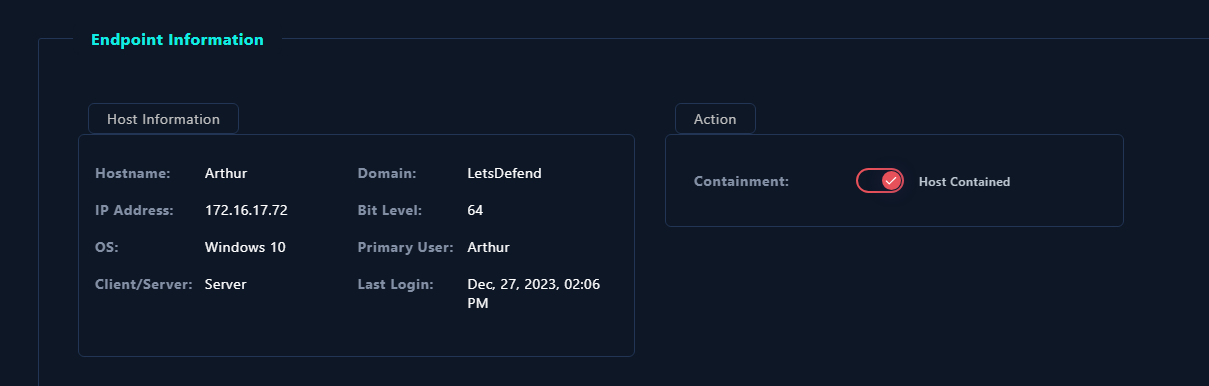 Endpoint Information
Host Information
Hostname: Arthur Domain: LetsDefend
IP Address: 172.16.17.72 Bit Level: 64
OS: Windows 10 Primary User: Arthur
Client/Server: Server Last Login: Dec, 27, 2023, 02:06
PM
Action
Containment: Host Contained